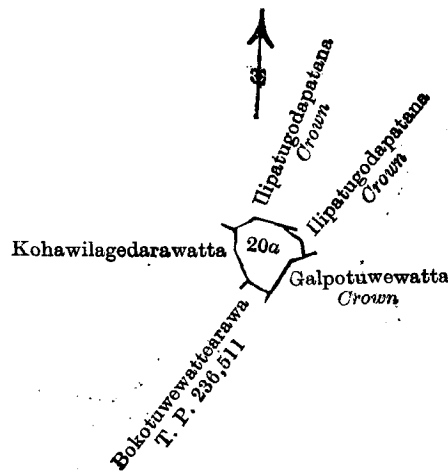 Ilipatugodapatana
Crown
Ilipatugodapatana
Crown
20a
Kohawilagedarawatta
Galpotuwewatta
Crown
Bokotuwewattearawa
T. P. 236,511